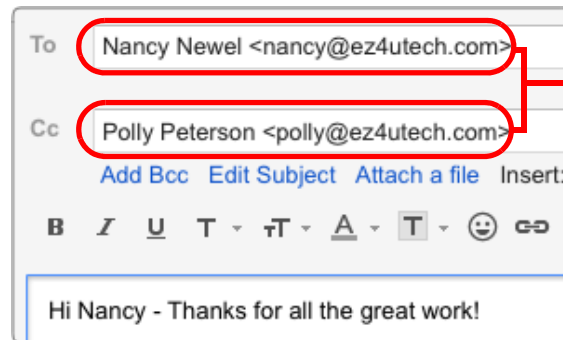 To Nancy Newel <nancy@ez4utech.com>
Cc Polly Peterson <polly@ez4utech.com>
Add Bcc Edit Subject Attach a file Insert:
B I U T TT A T
Hi Nancy - Thanks for all the great work!